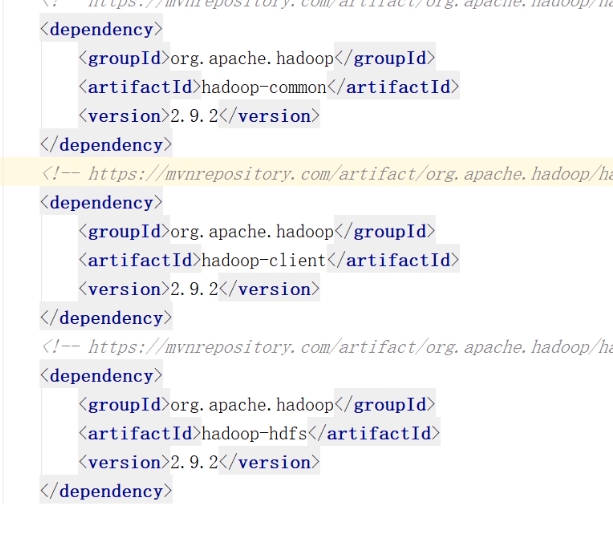 <!-- https://mvnrepository.com/artifact/org.apache.hadoop/ha
<dependency>
<groupId>org.apache.hadoop</groupId>
<artifactId>hadoop-common</artifactId>
<version>2.9.2</version>
</dependency>
<!-- https://mvnrepository.com/artifact/org.apache.hadoop/ha
<dependency>
<groupId>org.apache.hadoop</groupId>
<artifactId>hadoop-client</artifactId>
<version>2.9.2</version>
</dependency>
<!-- https://mvnrepository.com/artifact/org.apache.hadoop/ha
<dependency>
<groupId>org.apache.hadoop</groupId>
<artifactId>hadoop-hdfs</artifactId>
<version>2.9.2</version>
</dependency>